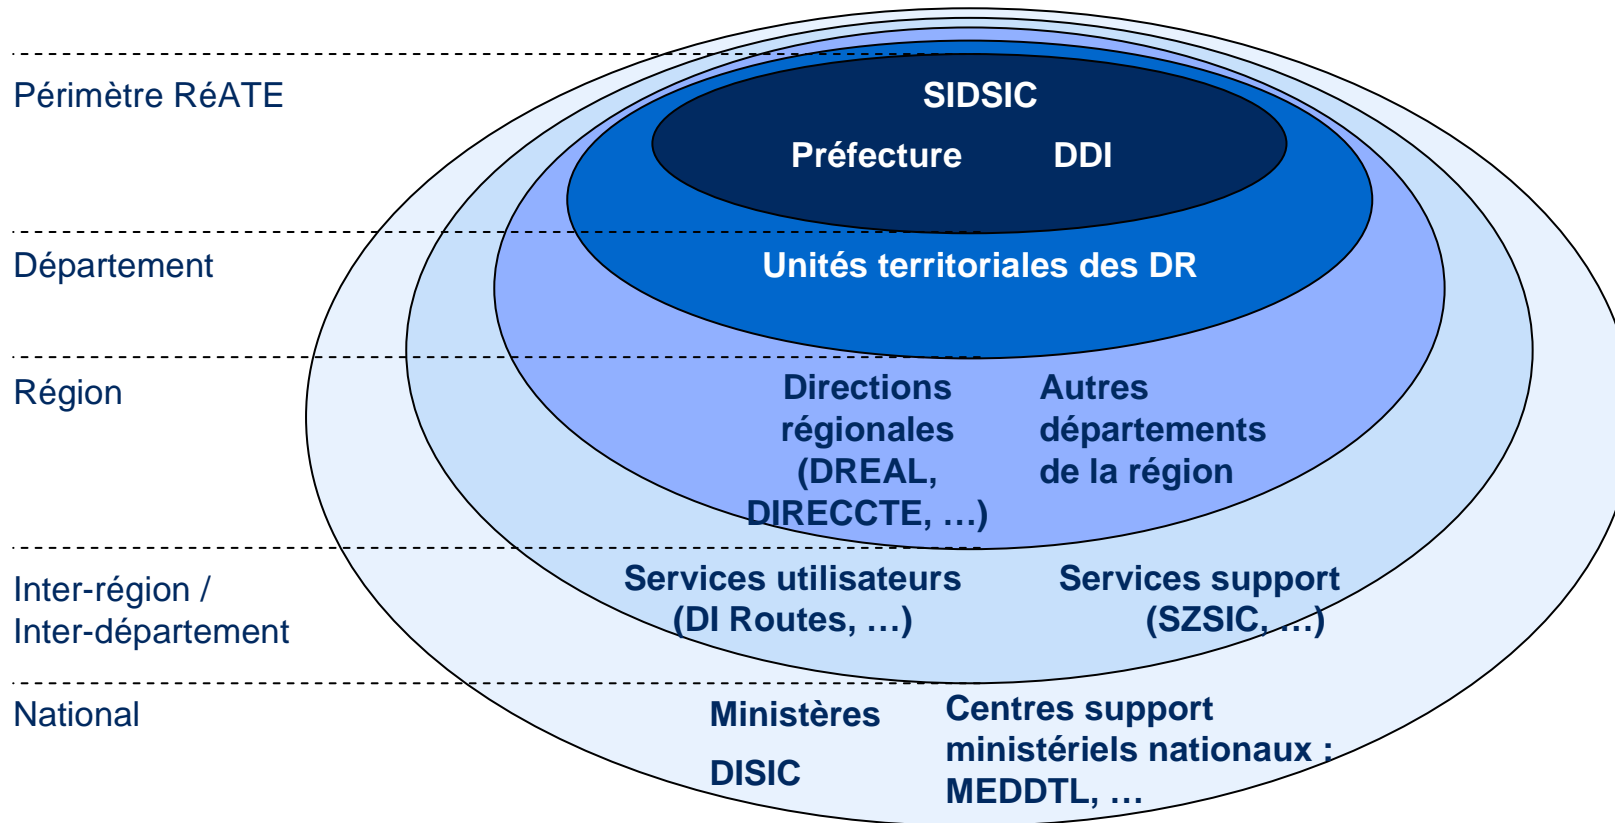 Périmètre RéATE
SIDSIC
Préfecture DDI
Département
Unités territoriales des DR
Région
Directions
régionales
(DREAL,
DIRECCTE, …)
Autres
départements
de la région
Inter-région /
Inter-département
Services utilisateurs
(DI Routes, …)
Services support
(SZSIC, …)
National
Ministères
DISIC
Centres support
ministériels nationaux :
MEDDTL, …